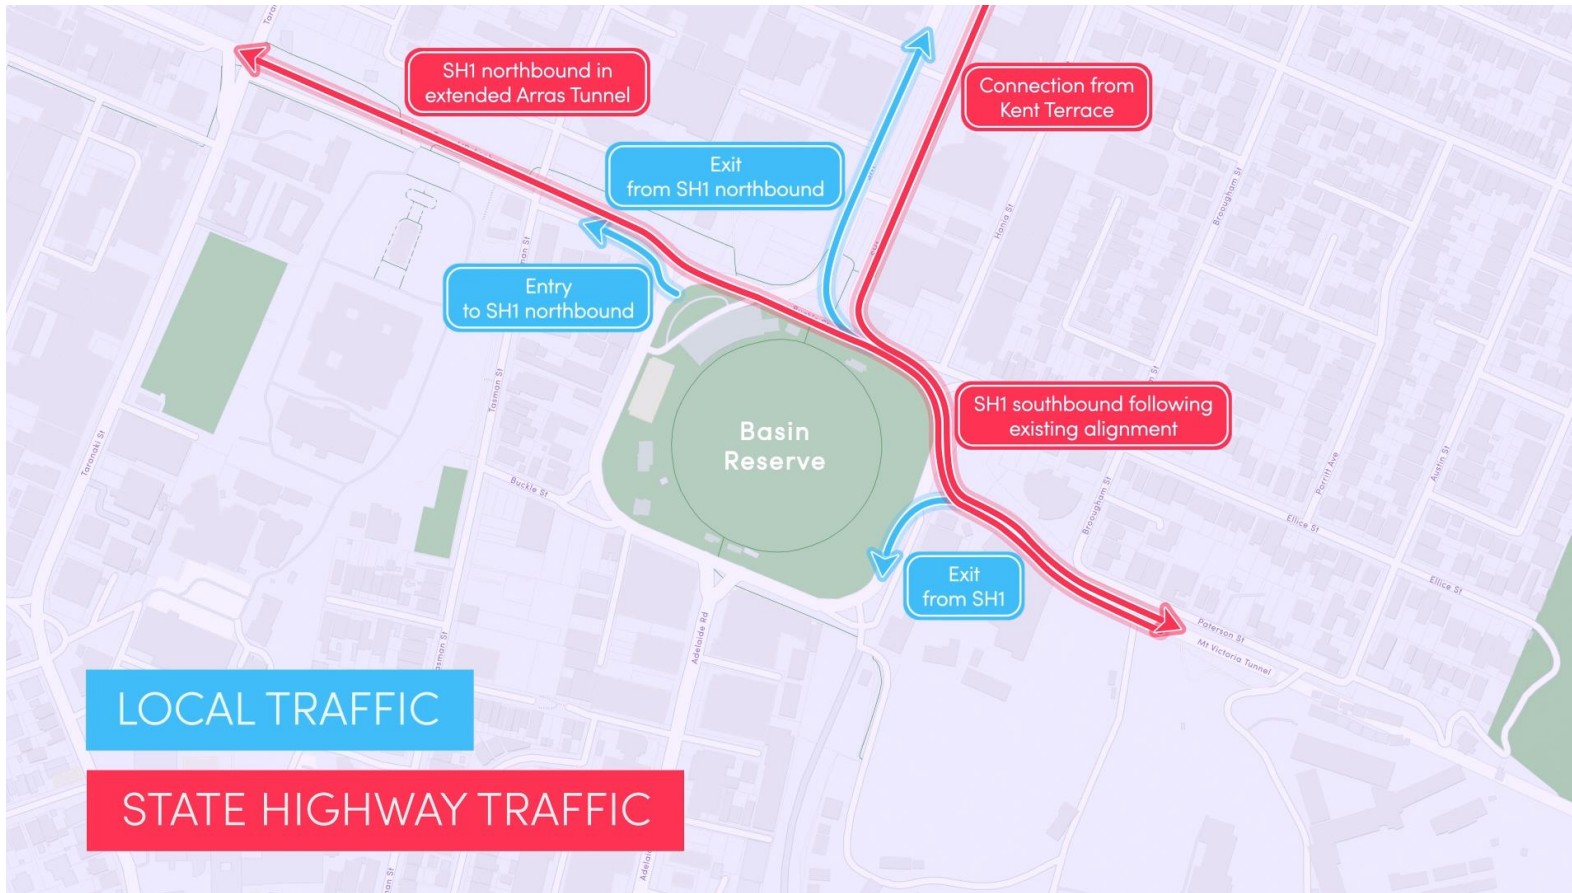 SH1 northbound in
extended Arras Tunnel
Connection from
Kent Terrace
Exit
from SH1 northbound
Hania St
Brougham St
Entry
to SH1 northbound
Tasman St
SH1 southbound following
existing alignment
Basin
Reserve
Taranaki St
Buckle St
Porritt Ave
Austin St
Brougham St
Ellice St
Ellice St
Exit
from SH1
Adelaide Rd
Paterson St
Mt Victoria Tunnel
LOCAL TRAFFIC
STATE HIGHWAY TRAFFIC